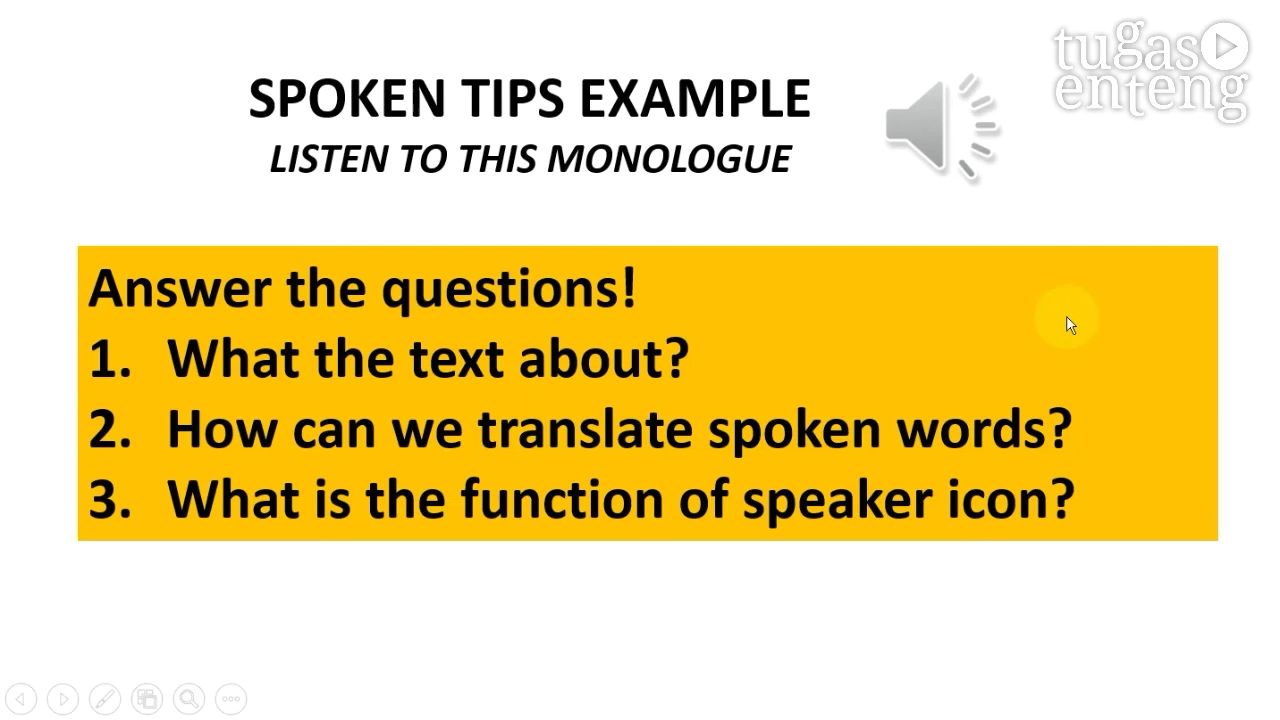 tugas
enteng
SPOKEN TIPS EXAMPLE
LISTEN TO THIS MONOLOGUE
Answer the questions!
1. What the text about?
2. How can we translate spoken words?
3. What is the function of speaker icon?